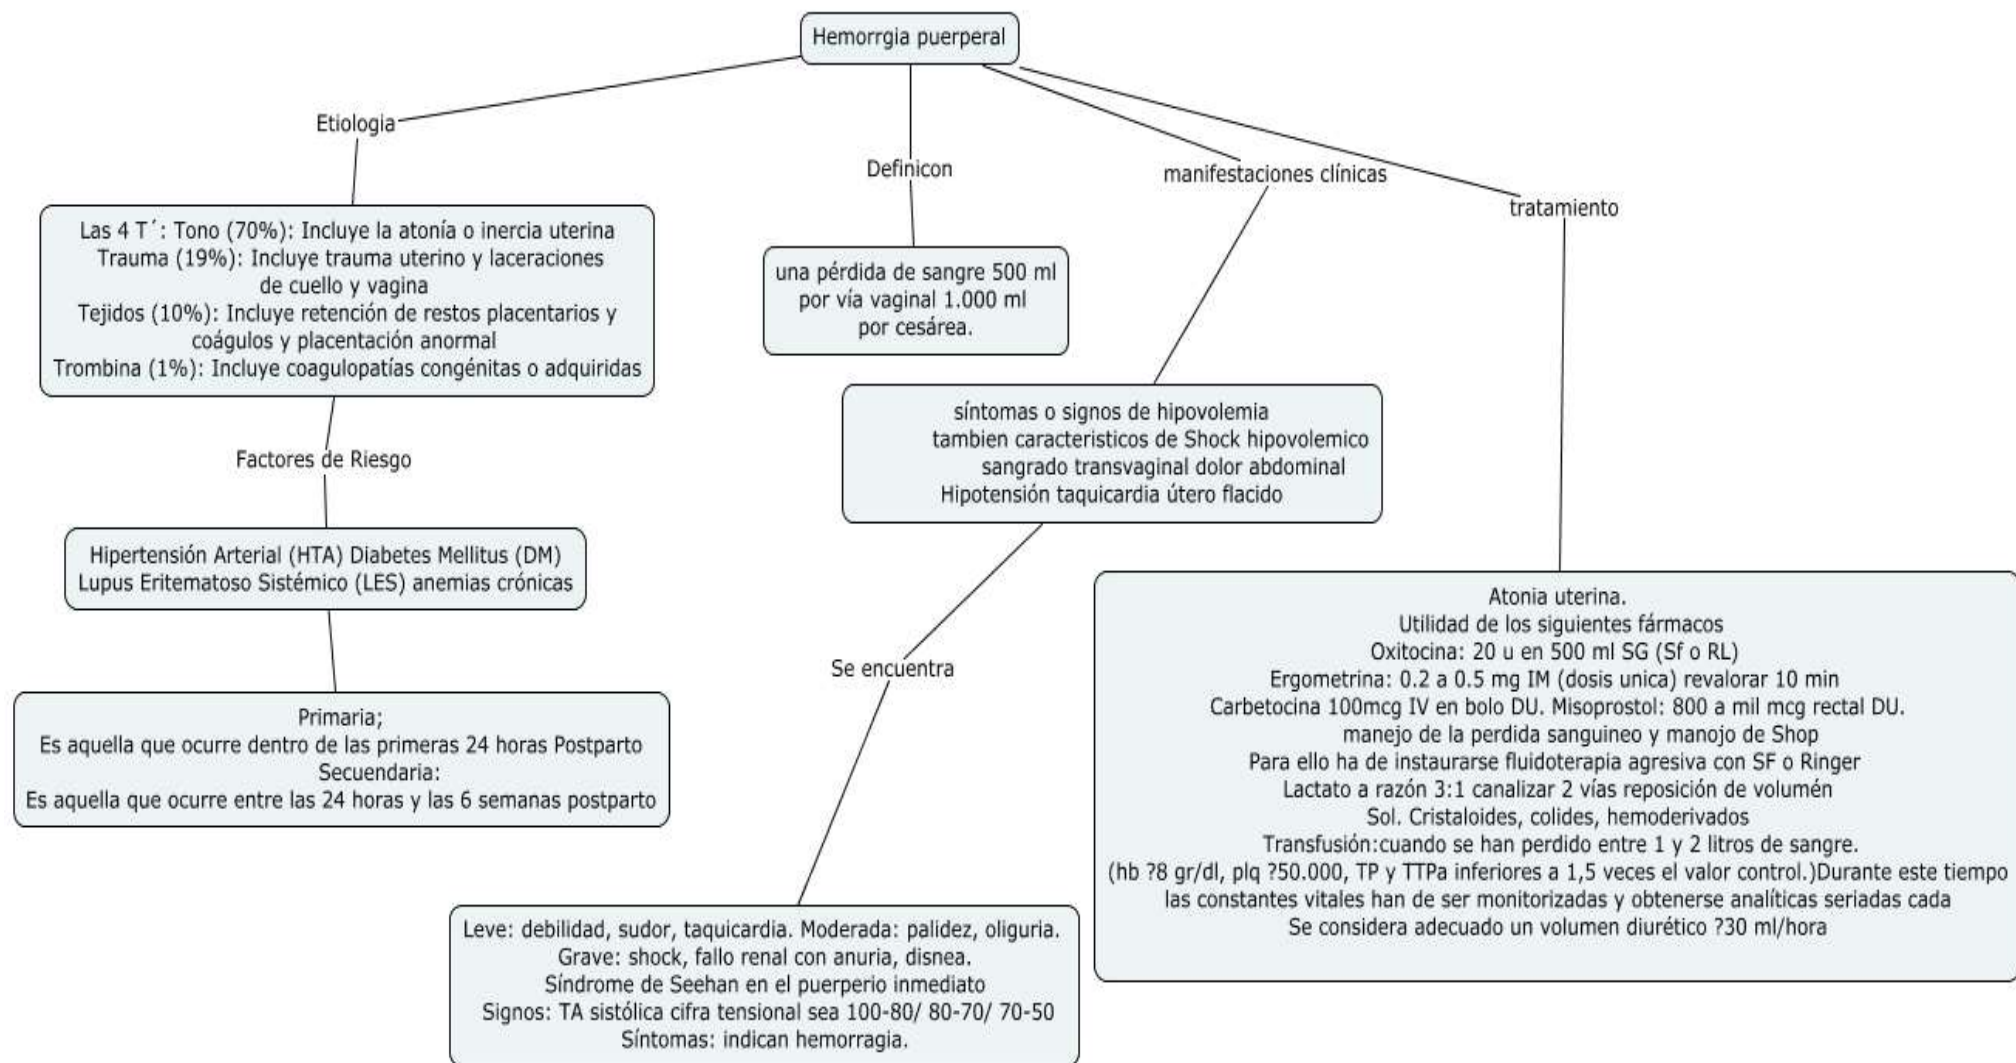 Hemorrgia puerperal
Etiologia
Definicon
manifestaciones clínicas
tratamiento
Las 4 T´: Tono (70%): Incluye la atonía o inercia uterina
Trauma (19%): Incluye trauma uterino y laceraciones
de cuello y vagina
Tejidos (10%): Incluye retención de restos placentarios y
coágulos y placentación anormal
Trombina (1%): Incluye coagulopatías congénitas o adquiridas
una pérdida de sangre 500 ml
por vía vaginal 1.000 ml
por cesárea.
síntomas o signos de hipovolemia
tambien caracteristicos de Shock hipovolemico
sangrado transvaginal dolor abdominal
Hipotensión taquicardia útero flacido
Factores de Riesgo
Hipertensión Arterial (HTA) Diabetes Mellitus (DM)
Lupus Eritematoso Sistémico (LES) anemias crónicas
Primaria;
Es aquella que ocurre dentro de las primeras 24 horas Postparto
Secuendaria:
Es aquella que ocurre entre las 24 horas y las 6 semanas postparto
Se encuentra
Leve: debilidad, sudor, taquicardia. Moderada: palidez, oliguria.
Grave: shock, fallo renal con anuria, disnea.
Síndrome de Seehan en el puerperio inmediato
Signos: TA sistólica cifra tensional sea 100-80/ 80-70/ 70-50
Síntomas: indican hemorragia.
Atonia uterina.
Utilidad de los siguientes fármacos
Oxitocina: 20 u en 500 ml SG (Sf o RL)
Ergometrina: 0.2 a 0.5 mg IM (dosis unica) revalorar 10 min
Carbetocina 100mcg IV en bolo DU. Misoprostol: 800 a mil mcg rectal DU.
manejo de la perdida sanguineo y manojo de Shop
Para ello ha de instaurarse fluidoterapia agresiva con SF o Ringer
Lactato a razón 3:1 canalizar 2 vías reposición de volumén
Sol. Cristaloides, colides, hemoderivados
Transfusión:cuando se han perdido entre 1 y 2 litros de sangre.
(hb ?8 gr/dl, plq ?50.000, TP y TTPa inferiores a 1,5 veces el valor control.)Durante este tiempo
las constantes vitales han de ser monitorizadas y obtenerse analíticas seriadas cada
Se considera adecuado un volumen diurético ?30 ml/hora